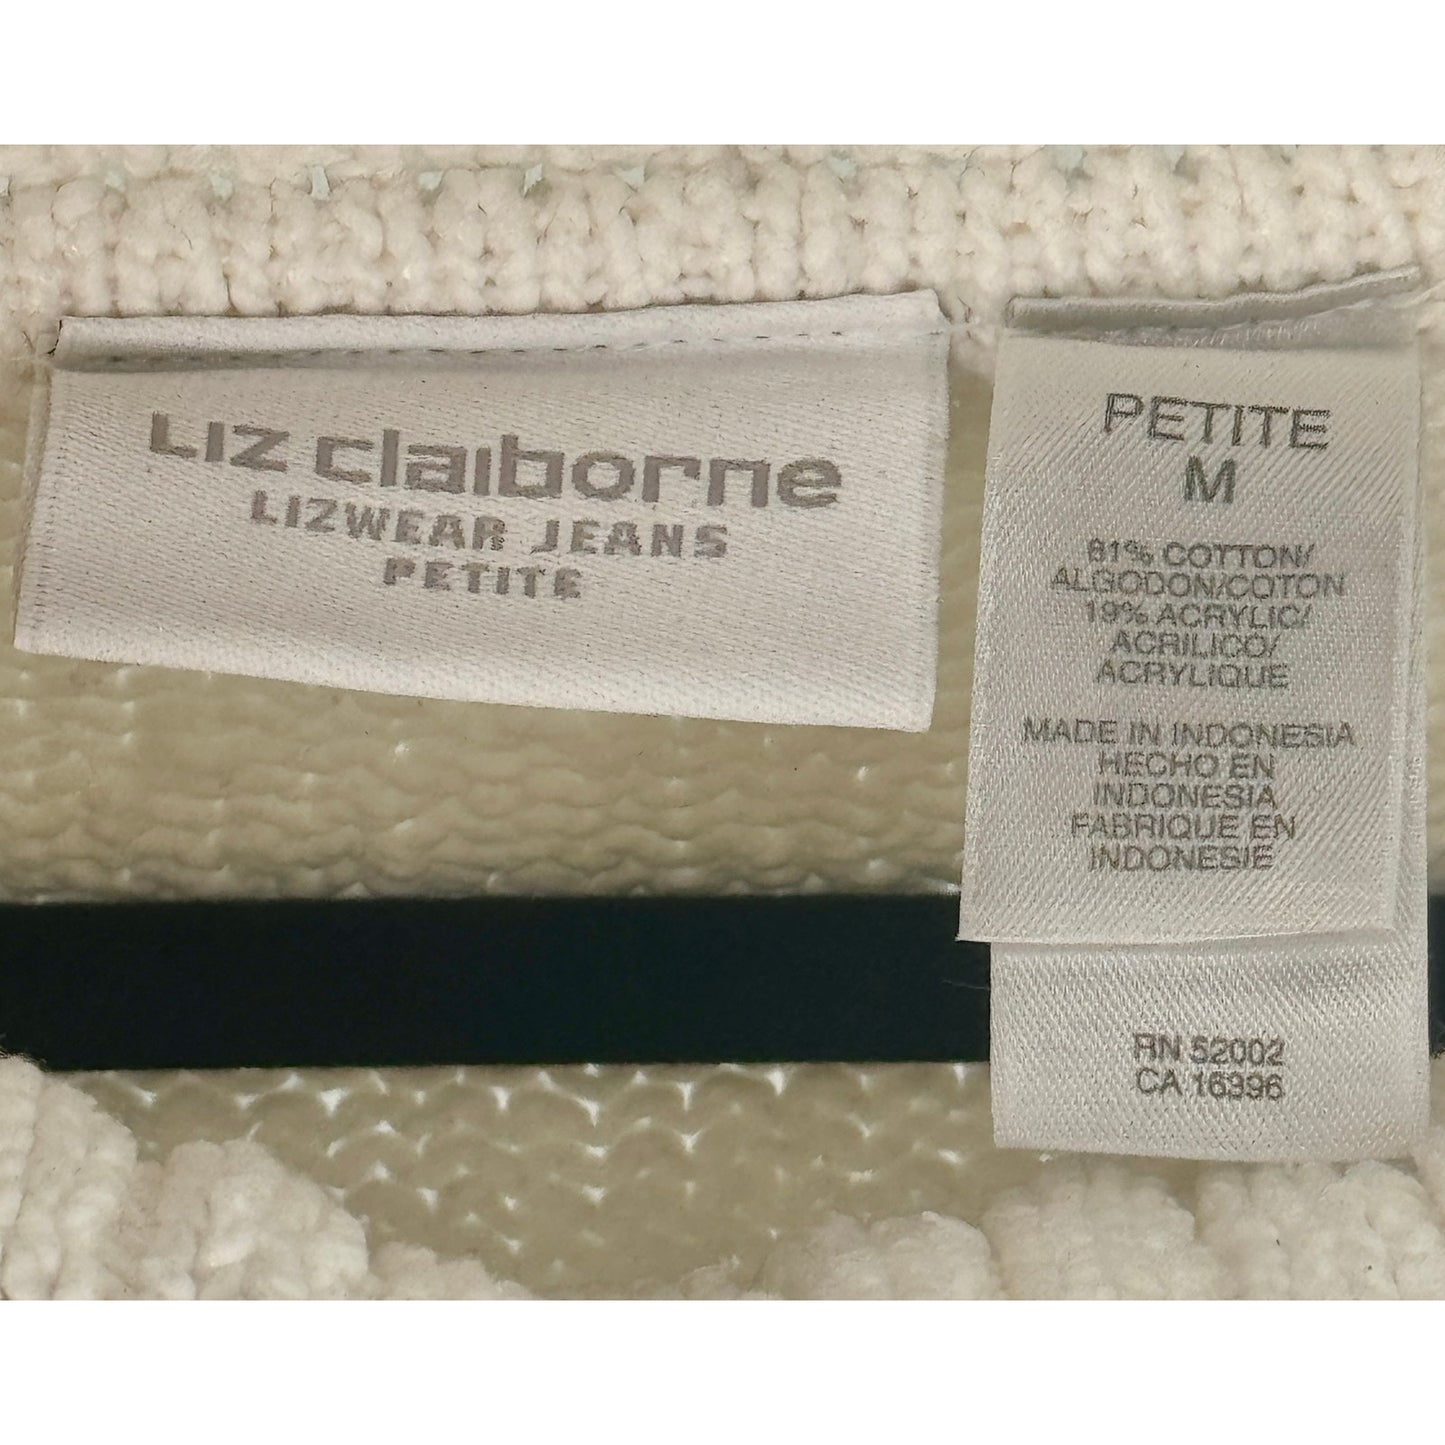 LIZ claiborne
LIZWEAR JEANS
PETITE
PETITE
M
81% COTTON/
ALGODON/COTON
19% ACRYLIC/
ACRILICO/
ACRYLIQUE
MADE IN INDONESIA
HECHO EN
INDONESIA
FABRIQUE EN
INDONESIE
RN 52002
CA 16396